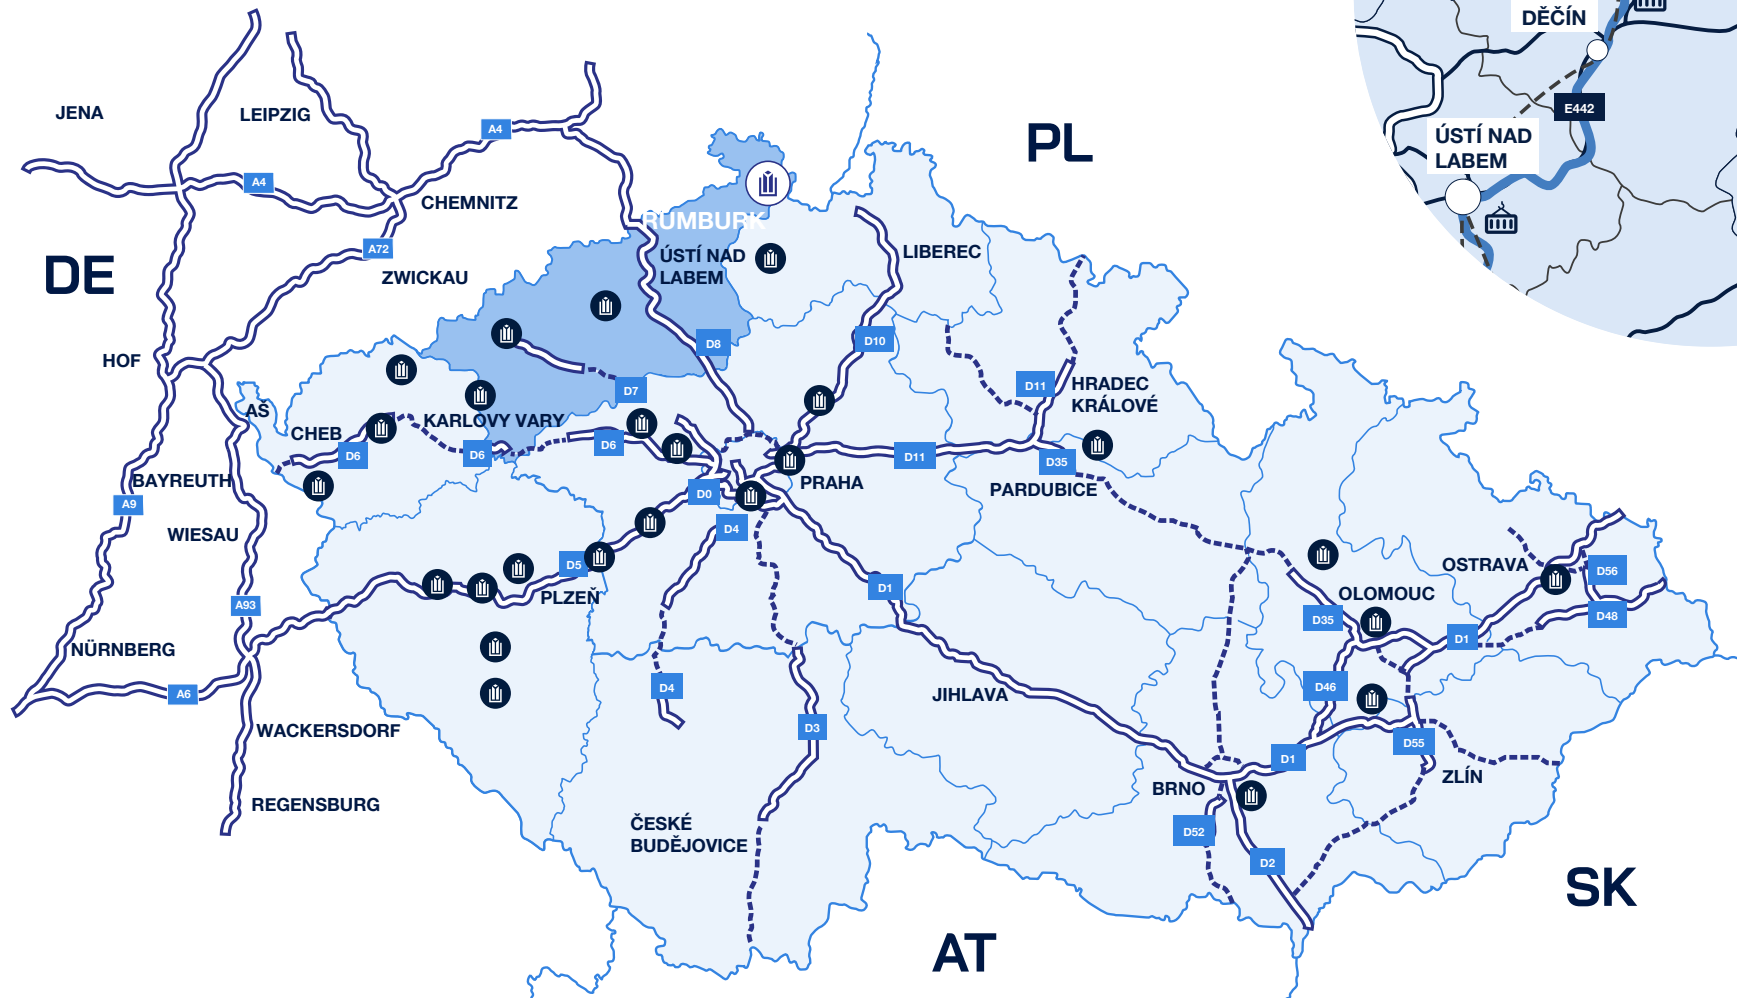 DĚČÍN
E442
ÚSTÍ NAD
LABEM
JENA
LEIPZIG
A4
PL
A4
CHEMNITZ
RUMBURK
A72
DE
ZWICKAU
ÚSTÍ NAD
LABEM
LIBEREC
D8
D10
HOF
D7
D11
HRADEC
KRÁLOVÉ
AŠ
KARLOVY VARY
CHEB
D6
D6
D6
D11
D35
BAYREUTH
PRAHA
PARDUBICE
A9
D0
D4
WIESAU
D5
PLZEŇ
D1
OSTRAVA
D56
OLOMOUC
A93
D35
D48
D1
NÜRNBERG
A6
D4
JIHLAVA
D46
WACKERSDORF
D3
D55
D1
ZLÍN
BRNO
REGENSBURG
ČESKÉ
BUDĚJOVICE
D52
D2
SK
AT